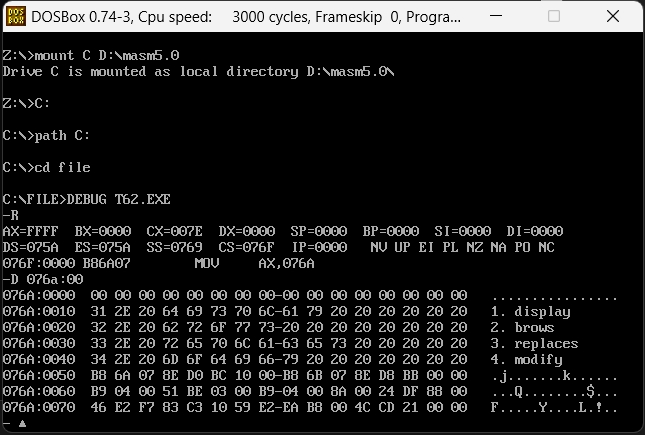 DOSBox 0.74-3, Cpu speed:    3000 cycles, Frameskip  0, Progra...
DOS
BOX
Z:\>mount C D:\masm5.0
Drive C is mounted as local directory D:\masm5.0\
Z:\>C:
C:\>path C:
C:\>cd file
C:\FILE>DEBUG T62.EXE
-R
AX=FFFF  BX=0000  CX=007E  DX=0000  SP=0000  BP=0000  SI=0000  DI=0000
DS=075A  ES=075A  SS=0769  CS=076F  IP=0000   NV UP EI PL NZ NA PO NC
076F:0000 B86A07        MOV     AX,076A
-D 076a:00
076A:0000  00 00 00 00 00 00 00 00-00 00 00 00 00 00 00 00   ................
076A:0010  31 2E 20 64 69 73 70 6C-61 79 20 20 20 20 20 20   1. display
076A:0020  32 2E 20 62 72 6F 77 73-20 20 20 20 20 20 20 20   2. brows
076A:0030  33 2E 20 72 65 70 6C 61-63 65 73 20 20 20 20 20   3. replaces
076A:0040  34 2E 20 6D 6F 64 69 66-79 20 20 20 20 20 20 20   4. modify
076A:0050  B8 6A 07 8E D0 BC 10 00-B8 6B 07 8E D8 BB 00 00   .j.......k......
076A:0060  B9 04 00 51 BE 03 00 B9-04 00 8A 00 24 DF 88 00   ...Q........$...
076A:0070  46 E2 F7 83 C3 10 59 E2-EA B8 00 4C CD 21 00 00   F.....Y....L.!..
-